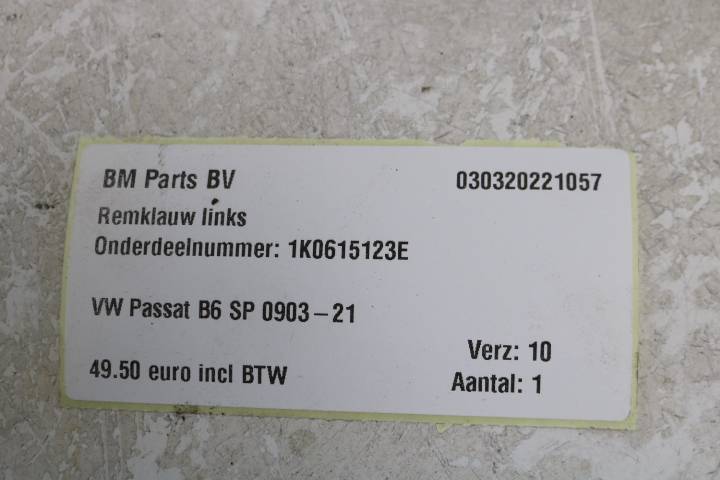 BM Parts BV 030320221057
Remklauw links
Onderdeelnummer: 1K0615123E
VW Passat B6 SP 0903-21
Verz: 10
49.50 euro incl BTW Aantal: 1